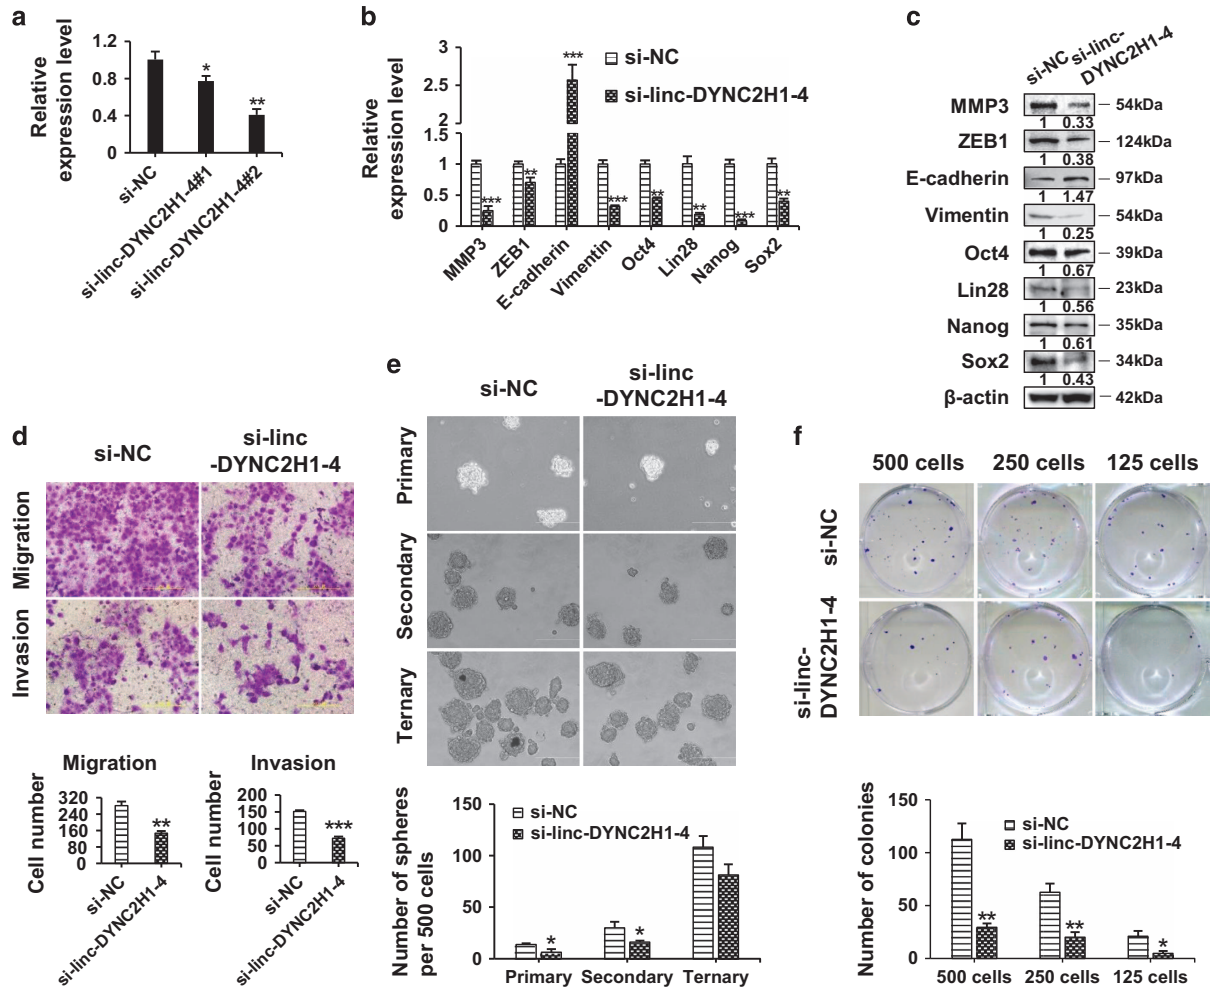 a
Relative
expression level
1.2
0.8
0.4
0
*
**
si-NC
si-linc-DYNC2H1-4#1
si-linc-DYNC2H1-4#2
b
Relative
expression level
3
2.5
2
1.5
1
0.5
0
si-NC
si-linc-DYNC2H1-4
***
**
***
***
**
**
***
**
MMP3
ZEB1
E-cadherin
Vimentin
Oct4
Lin28
Nanog
Sox2
c
si-NC
si-linc-
DYNC2H1-4
MMP3
54kDa
1 0.33
ZEB1
124kDa
1 0.38
E-cadherin
97kDa
1 1.47
Vimentin
54kDa
1 0.25
Oct4
39kDa
1 0.67
Lin28
23kDa
1 0.56
Nanog
35kDa
1 0.61
Sox2
34kDa
1 0.43
β-actin
42kDa
d
si-NC
si-linc
-DYNC2H1-4
Migration
Invasion
Migration
Cell number
320
240
160
80
0
**
si-NC
si-linc-DYNC2H1-4
Invasion
Cell number
200
150
100
50
0
***
si-NC
si-linc-DYNC2H1-4
e
si-NC
si-linc
-DYNC2H1-4
Primary
Secondary
Ternary
Number of spheres
per 500 cells
150
100
50
0
si-NC
si-linc-DYNC2H1-4
*
*
Primary
Secondary
Ternary
f
500 cells
250 cells
125 cells
si-NC
si-linc-
DYNC2H1-4
Number of colonies
150
100
50
0
si-NC
si-linc-DYNC2H1-4
**
**
*
500 cells
250 cells
125 cells